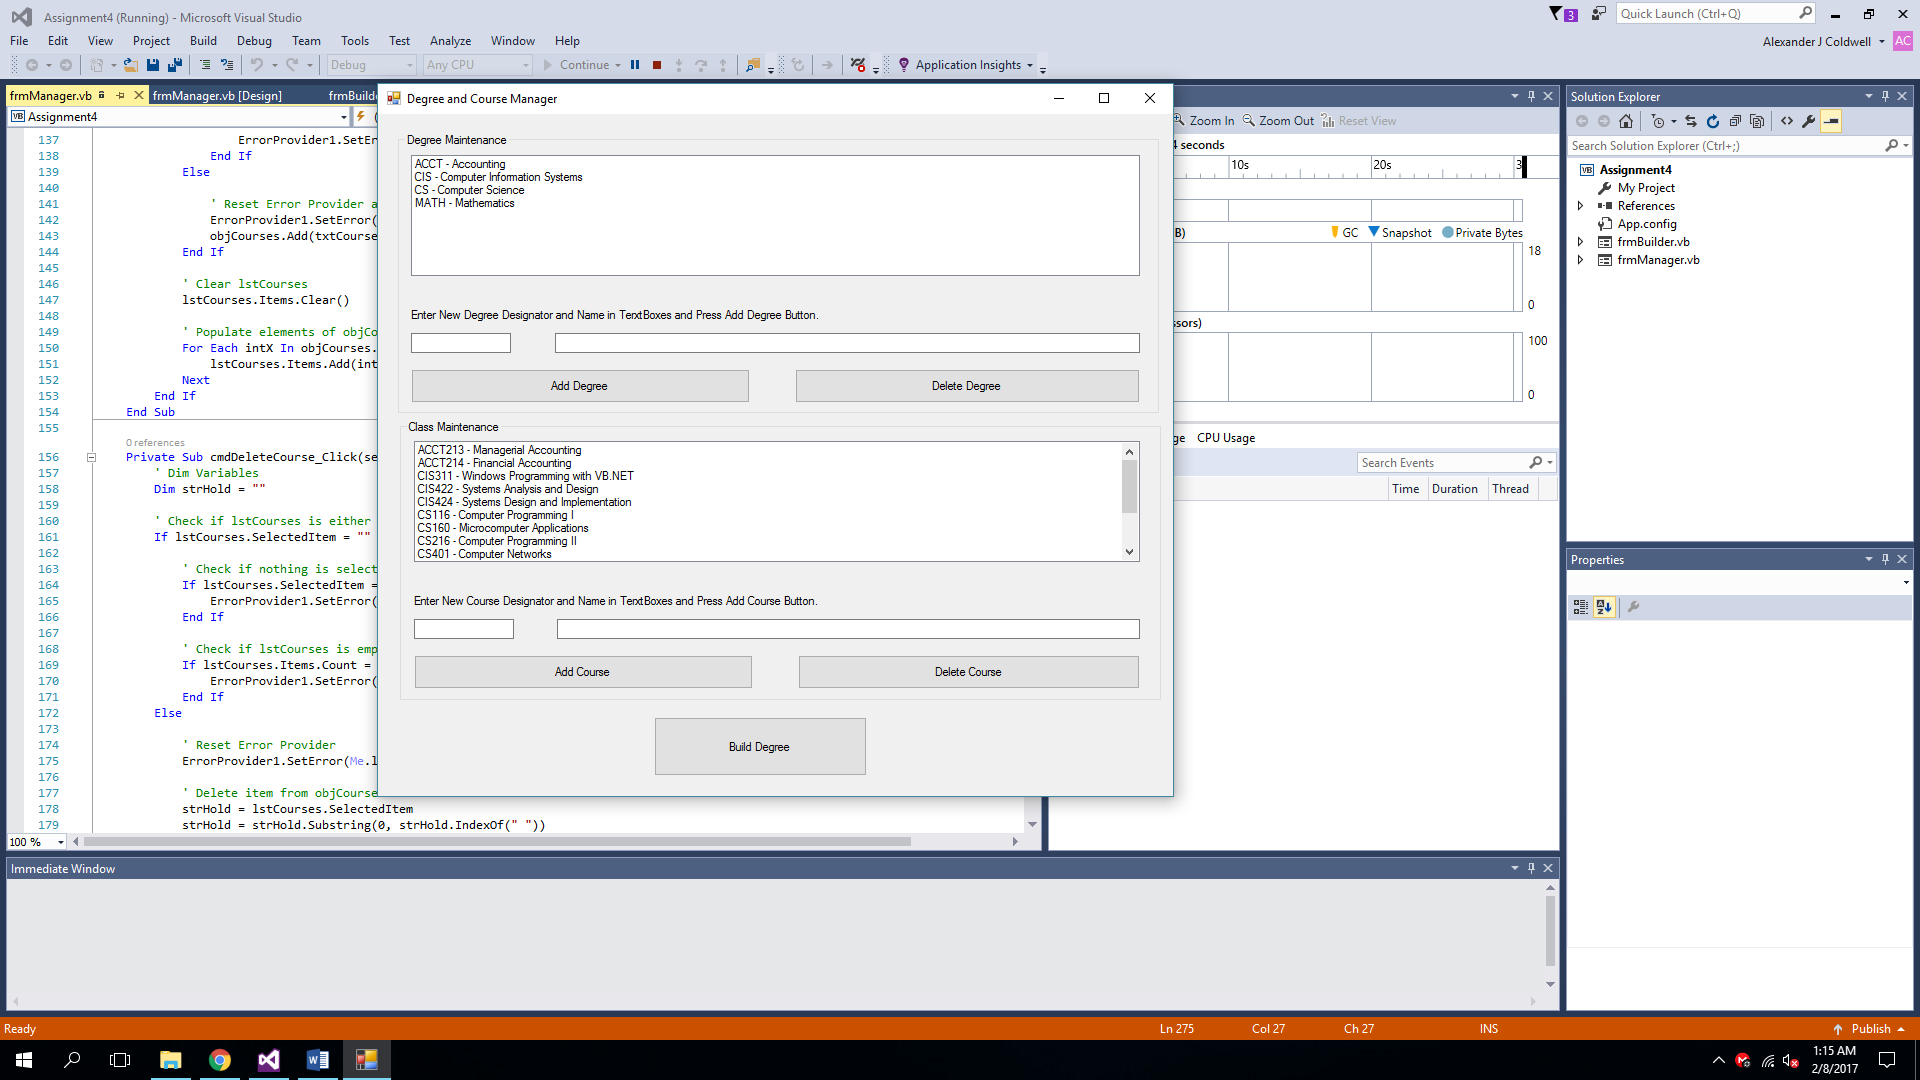 Assignment4 (Running) - Microsoft Visual Studio
3
Quick Launch (Ctrl+Q)
File Edit View Project Build Debug Team Tools Test Analyze Window Help
Alexander J Coldwell AC
Debug Any CPU Continue Application Insights
frmManager.vb frmManager.vb [Design] frmBuilde
Assignment4
137 ErrorProvider1.SetEr
138 End If
139 Else
140
141 ' Reset Error Provider a
142 ErrorProvider1.SetError(
143 objCourses.Add(txtCourse
144 End If
145
146 ' Clear lstCourses
147 lstCourses.Items.Clear()
148
149 ' Populate elements of objCo
150 For Each intX In objCourses.
151 lstCourses.Items.Add(int
152 Next
153 End If
154 End Sub
155
0 references
156 Private Sub cmdDeleteCourse_Click(se
157 ' Dim Variables
158 Dim strHold = ""
159
160 ' Check if lstCourses is either
161 If lstCourses.SelectedItem = ""
162
163 ' Check if nothing is select
164 If lstCourses.SelectedItem =
165 ErrorProvider1.SetError(
166 End If
167
168 ' Check if lstCourses is emp
169 If lstCourses.Items.Count =
170 ErrorProvider1.SetError(
171 End If
172 Else
173
174 ' Reset Error Provider
175 ErrorProvider1.SetError(Me.l
176
177 ' Delete item from objCourse
178 strHold = lstCourses.SelectedItem
179 strHold = strHold.Substring(0, strHold.IndexOf(" "))
100 %
Degree and Course Manager
Degree Maintenance
ACCT - Accounting
CIS - Computer Information Systems
CS - Computer Science
MATH - Mathematics
Enter New Degree Designator and Name in TerxtBoxes and Press Add Degree Button.
Add Degree Delete Degree
Class Maintenance
ACCT213 - Managerial Accounting
ACCT214 - Financial Accounting
CIS311 - Windows Programming with VB.NET
CIS422 - Systems Analysis and Design
CIS424 - Systems Design and Implementation
CS116 - Computer Programming I
CS160 - Microcomputer Applications
CS216 - Computer Programming II
CS401 - Computer Networks
Enter New Course Designator and Name in TerxtBoxes and Press Add Course Button.
Add Course Delete Course
Build Degree
Zoom In Zoom Out Reset View
4 seconds
10s 20s 3
B) GC Snapshot Private Bytes
18
0
ssors)
100
0
ge CPU Usage
Search Events
Time Duration Thread
Solution Explorer
Search Solution Explorer (Ctrl+;)
Assignment4
My Project
References
App.config
frmBuilder.vb
frmManager.vb
Properties
Immediate Window
Ready Ln 275 Col 27 Ch 27 INS Publish
1:15 AM
2/8/2017